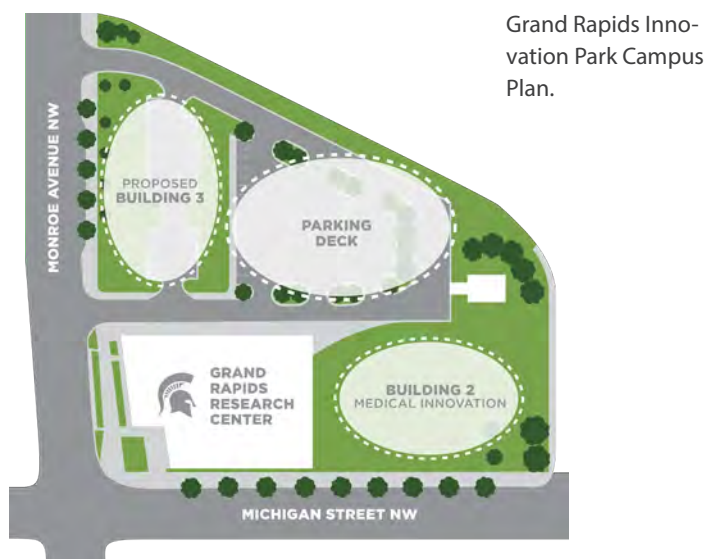 Grand Rapids Inno-
vation Park Campus
Plan.
MONROE AVENUE NW
PROPOSED
BUILDING 3
PARKING
DECK
GRAND
RAPIDS
RESEARCH
CENTER
BUILDING 2
MEDICAL INNOVATION
MICHIGAN STREET NW